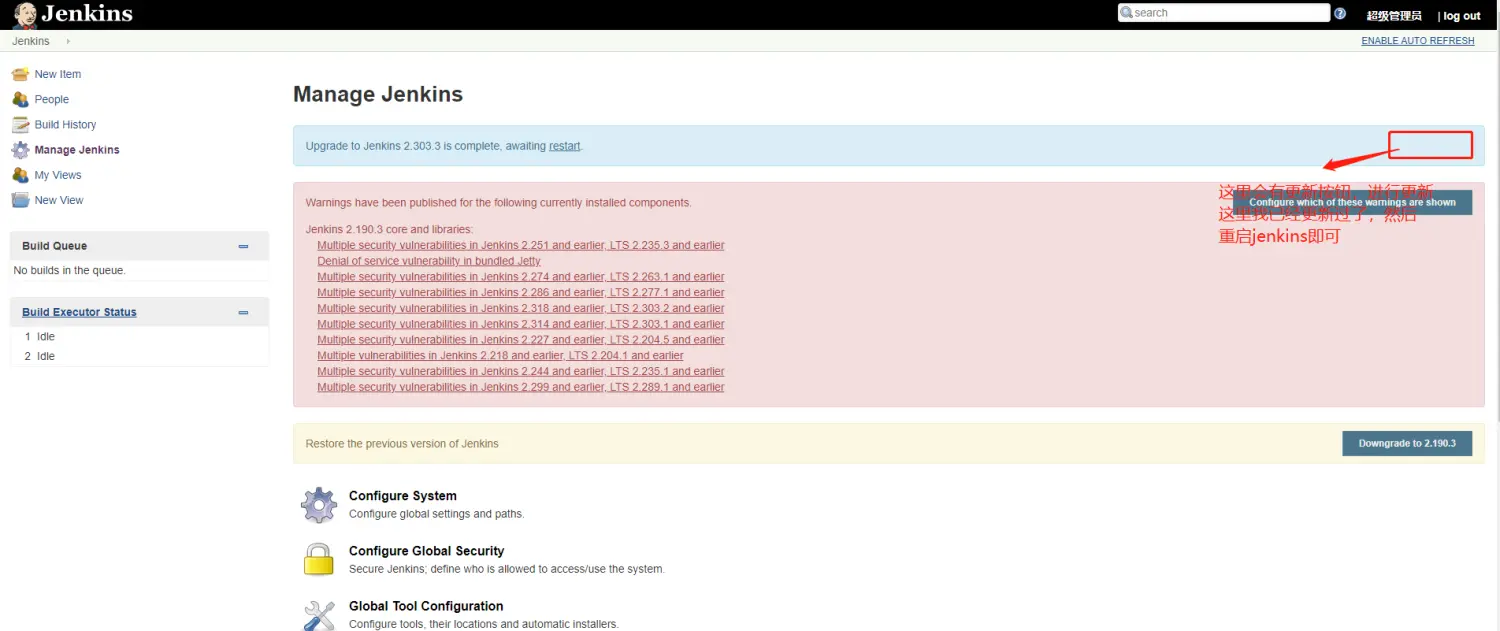 Jenkins
search
超级管理员
| log out
Jenkins
ENABLE AUTO REFRESH
New Item
People
Build History
Manage Jenkins
My Views
New View
Build Queue
No builds in the queue.
Build Executor Status
1 Idle
2 Idle
Manage Jenkins
Upgrade to Jenkins 2.303.3 is complete, awaiting restart.
这里会有更新按钮，进行更新
这里我已经更新过了，然后
重启jenkins即可
Warnings have been published for the following currently installed components.
Configure which of these warnings are shown
Jenkins 2.190.3 core and libraries:
Multiple security vulnerabilities in Jenkins 2.251 and earlier, LTS 2.235.3 and earlier
Denial of service vulnerability in bundled Jetty
Multiple security vulnerabilities in Jenkins 2.274 and earlier, LTS 2.263.1 and earlier
Multiple security vulnerabilities in Jenkins 2.286 and earlier, LTS 2.277.1 and earlier
Multiple security vulnerabilities in Jenkins 2.318 and earlier, LTS 2.303.2 and earlier
Multiple security vulnerabilities in Jenkins 2.314 and earlier, LTS 2.303.1 and earlier
Multiple security vulnerabilities in Jenkins 2.227 and earlier, LTS 2.204.5 and earlier
Multiple vulnerabilities in Jenkins 2.218 and earlier, LTS 2.204.1 and earlier
Multiple security vulnerabilities in Jenkins 2.244 and earlier, LTS 2.235.1 and earlier
Multiple security vulnerabilities in Jenkins 2.299 and earlier, LTS 2.289.1 and earlier
Restore the previous version of Jenkins
Downgrade to 2.190.3
Configure System
Configure global settings and paths.
Configure Global Security
Secure Jenkins; define who is allowed to access/use the system.
Global Tool Configuration
Configure tools, their locations and automatic installers.